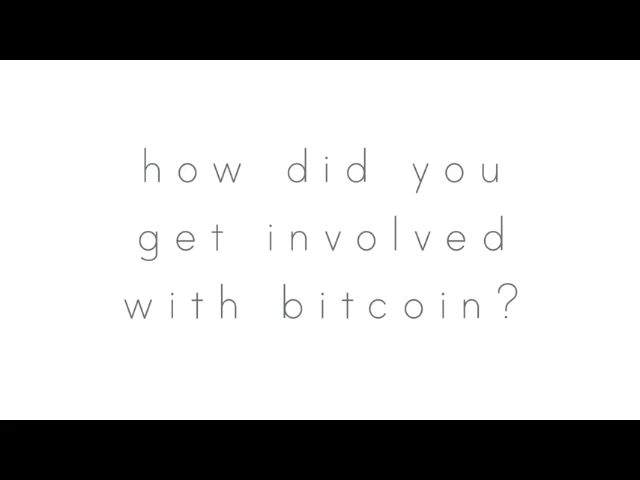 how did you
get involved
with bitcoin?